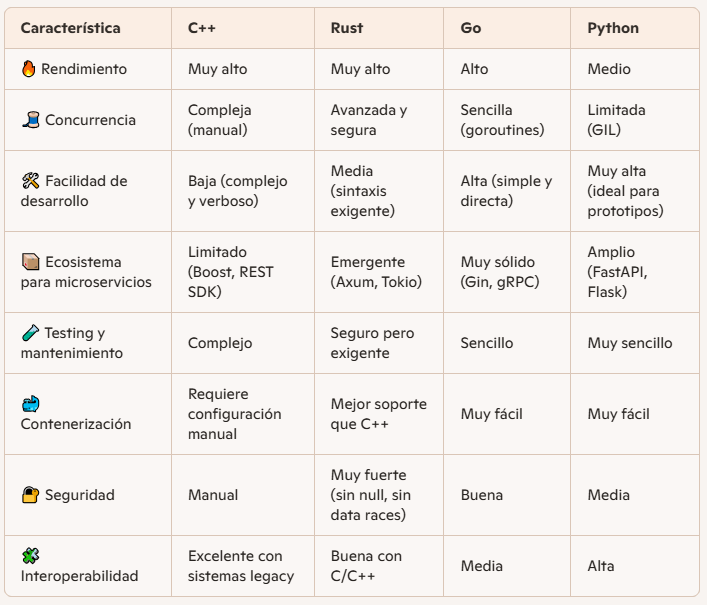 Característica C++ Rust Go Python
🔥 Rendimiento Muy alto Muy alto Alto Medio
🧵 Concurrencia
Compleja
(manual)
Avanzada y
segura
Sencilla
(goroutines)
Limitada
(GIL)
🛠️ Facilidad de
desarrollo
Baja (complejo
y verboso)
Media
(sintaxis
exigente)
Alta (simple y
directa)
Muy alta
(ideal para
prototipos)
📦 Ecosistema
para microservicios
Limitado
(Boost, REST
SDK)
Emergente
(Axum, Tokio)
Muy sólido
(Gin, gRPC)
Amplio
(FastAPI,
Flask)
🧪 Testing y
mantenimiento
Complejo
Seguro pero
exigente
Sencillo
Muy sencillo
Contenerización
Requiere
configuración
manual
Mejor soporte
que C++
Muy fácil
Muy fácil
🔐 Seguridad
Manual
Muy fuerte
(sin null, sin
data races)
Buena
Media
🧩
Interoperabilidad
Excelente con
sistemas legacy
Buena con
C/C++
Media
Alta